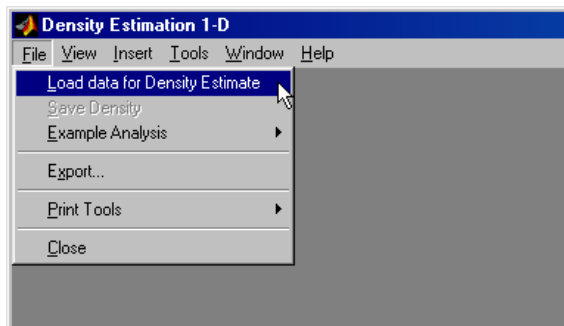 Density Estimation 1-D
File View Insert Tools Window Help
Load data for Density Estimate
Save Density
Example Analysis
Export...
Print Tools
Close